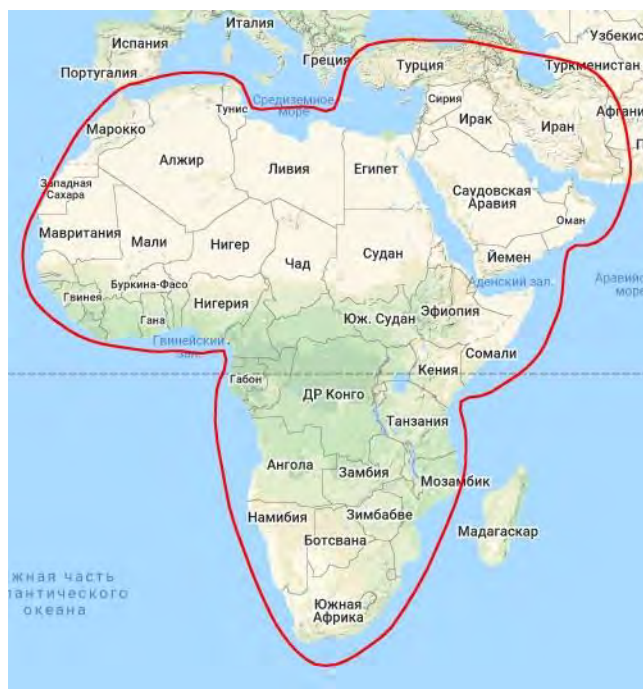 Италия
Узбекис
Испания
Греция
Турция
Туркменистан
Португалия
Средиземное
море
Тунис
Сирия
Афгани
Марокко
Ирак
Иран
П
Алжир
Ливия
Египет
Западная
Сахара
Саудовская
Аравия
Оман
Мавритания
Мали
Нигер
Чад
Судан
Йемен
Аденский зал.
Аравийс
море
Буркина-Фасо
Гвинея
Нигерия
Гана
Эфиопия
Юж. Судан
Гвинейский
зал.
Сомали
Кения
Габон
ДР Конго
Танзания
Ангола
Замбия
Мозамбик
Намибия
Зимбабве
Мадагаскар
Ботсвана
жная часть
лантического
океана
Южная
Африка